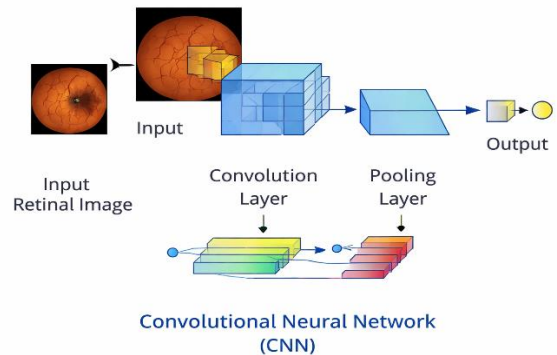 Input
Output
Input
Retinal Image
Convolution
Layer
Pooling
Layer
Convolutional Neural Network
(CNN)